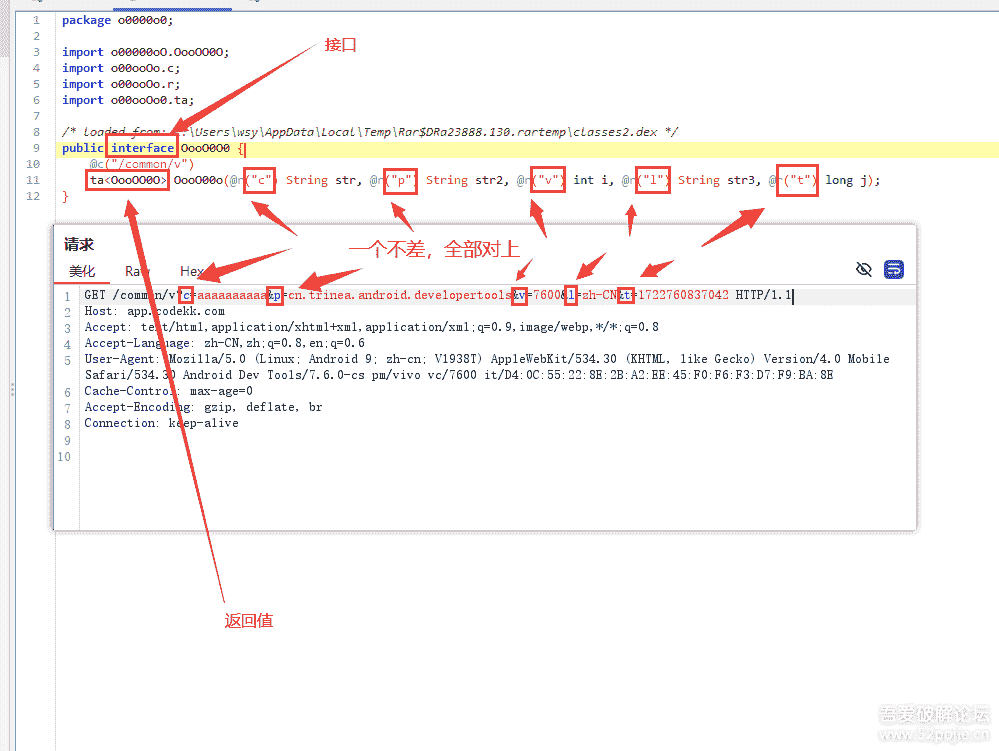 1 package o0000o0;
2
3 import o00000oO.OooOO0O;
4 import o00ooOo.c;
5 import o00ooOo.r;
6 import o00ooOo0.ta;
7
8 /* loaded from: :\Users\wsy\AppData\Local\Temp\Rar$DRa23888.130.rartemp\classes2.dex */
9 public interface OooO0O0 {
10 @c("/common/v")
11 ta<OooOO0O> OooO00o(@r("c") String str, @r("p") String str2, @r("v") int i, @r("l") String str3, @r("t") long j);
12 }
接口
请求
一个不差，全部对上
美化 Raw Hex
1 GET /common/v?c=aaaaaaaaaa&p=cn.trinea.android.developertools&v=7600&l=zh-CN&t=1722760837042 HTTP/1.1
2 Host: app.codekk.com
3 Accept: text/html,application/xhtml+xml,application/xml;q=0.9,image/webp,*/*;q=0.8
4 Accept-Language: zh-CN,zh;q=0.8,en;q=0.6
5 User-Agent: Mozilla/5.0 (Linux; Android 9; zh-cn; V1938T) AppleWebKit/534.30 (KHTML, like Gecko) Version/4.0 Mobile
Safari/534.30 Android Dev Tools/7.6.0-cs pm/vivo vc/7600 it/D4:0C:55:22:8E:2B:A2:EE:45:F0:F6:F3:D7:F9:BA:8E
6 Cache-Control: max-age=0
7 Accept-Encoding: gzip, deflate, br
8 Connection: keep-alive
9
10
返回值
吾爱破解论坛
www.52pojie.cn